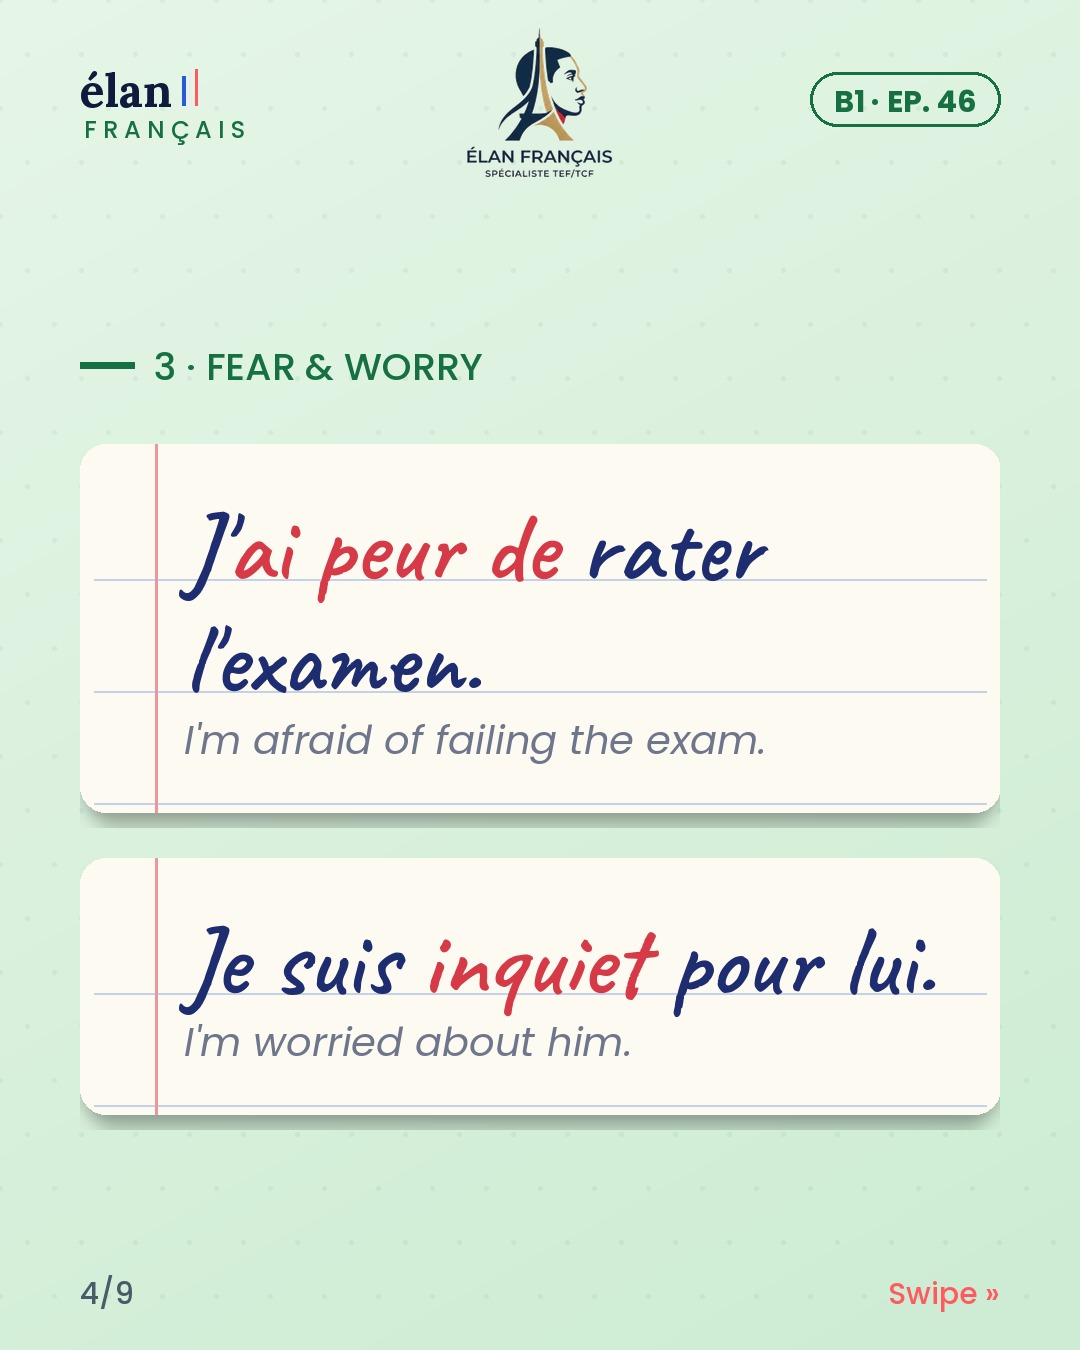 élan
FRANÇAIS
ÉLAN FRANÇAIS
SPÉCIALISTE TEF/TCF
B1 · EP. 46
3 · FEAR & WORRY
J'ai peur de rater
l'examen.
I'm afraid of failing the exam.
Je suis inquiet pour lui.
I'm worried about him.
4/9
Swipe »